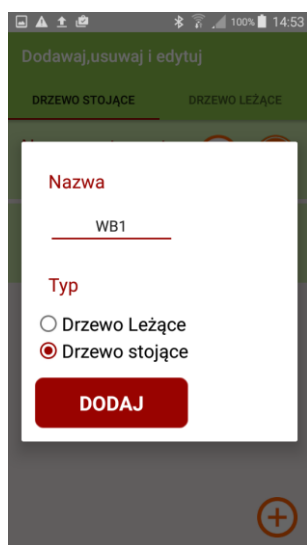 100% 14:53
Dodawaj,usuwaj i edytuj
DRZEWO STOJĄCE DRZEWO LEŻĄCE
Nazwa
WB1
Typ
Drzewo Leżące
Drzewo stojące
DODAJ